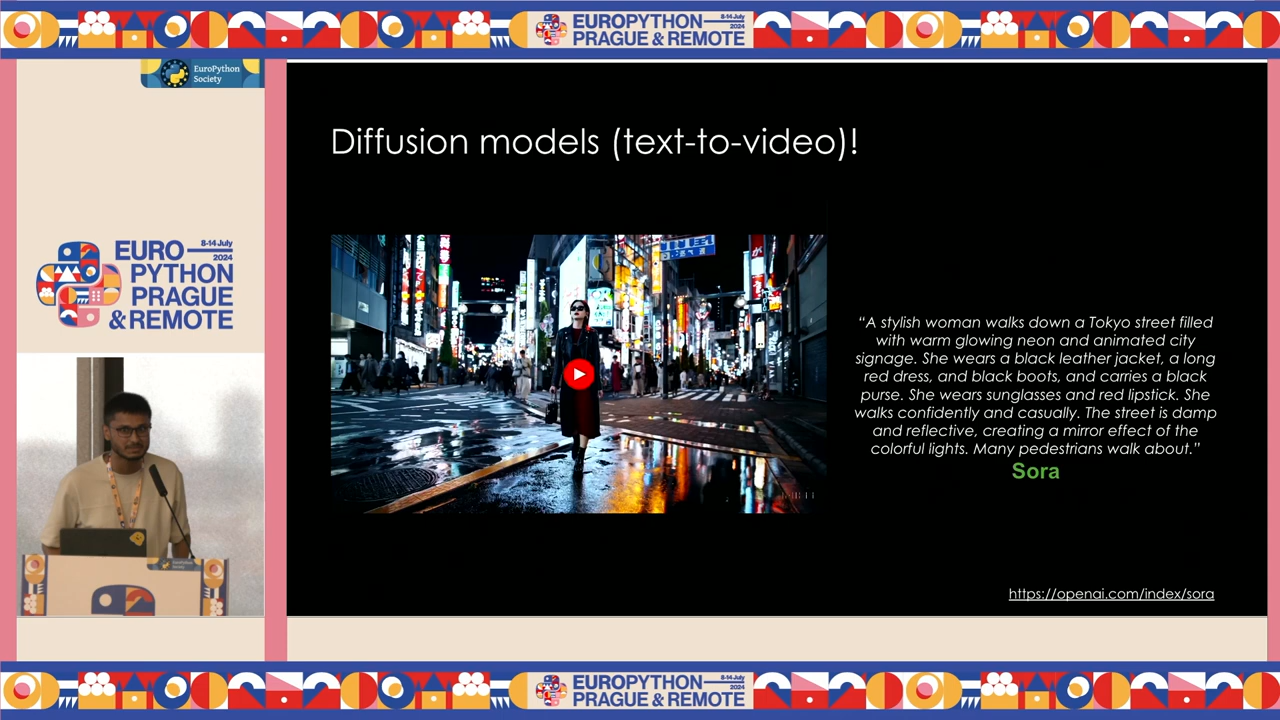 EUROPYTHON
8-14 July
2024
PRAGUE & REMOTE
EuroPython
Society
Diffusion models (text-to-video)!
EURO
8-14 July
2024
PYTHON
PRAGUE
& REMOTE
“A stylish woman walks down a Tokyo street filled
with warm glowing neon and animated city
signage. She wears a black leather jacket, a long
red dress, and black boots, and carries a black
purse. She wears sunglasses and red lipstick. She
walks confidently and casually. The street is damp
and reflective, creating a mirror effect of the
colorful lights. Many pedestrians walk about.”
Sora
https://openai.com/index/sora
EUROPYTHON
8-14 July
2024
PRAGUE & REMOTE